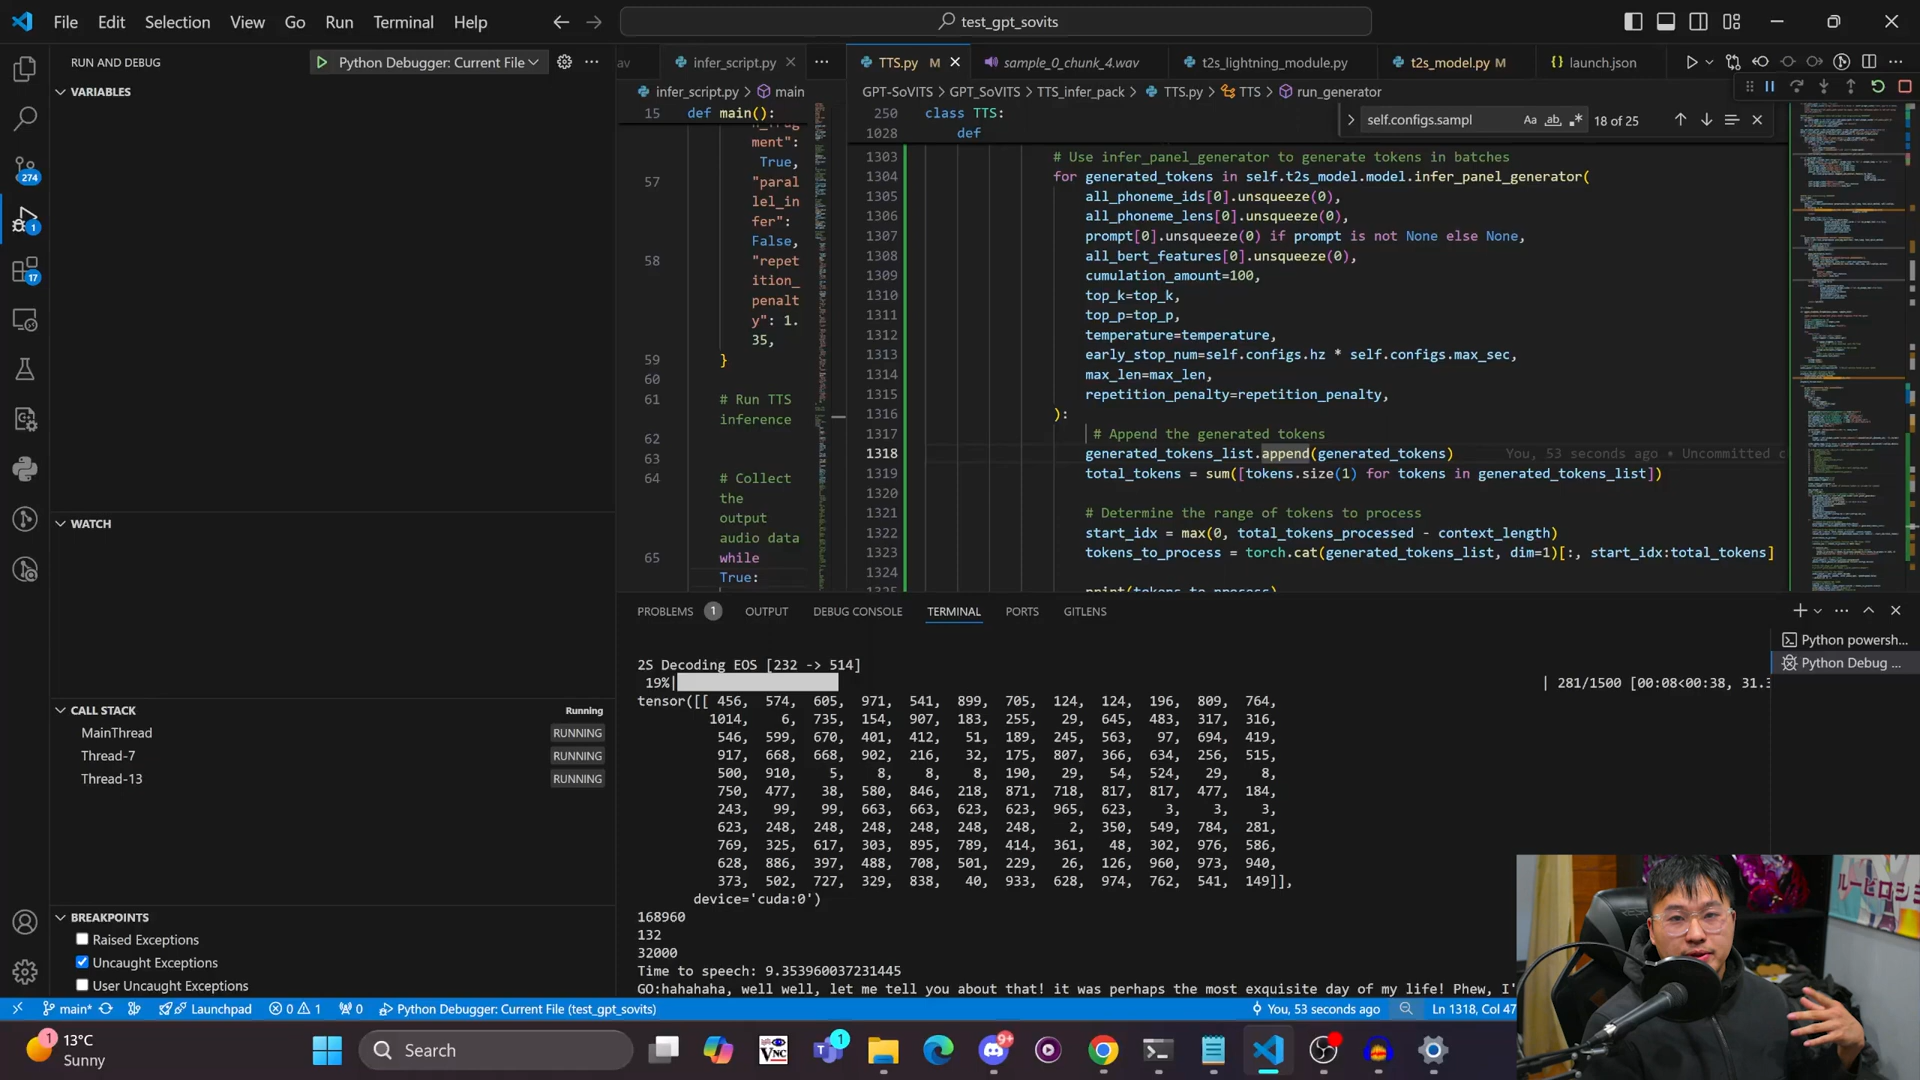 File Edit Selection View Go Run Terminal Help
test_gpt_sovits
RUN AND DEBUG
Python Debugger: Current File
av
infer_script.py
TTS.py M
sample_0_chunk_4.wav
t2s_lightning_module.py
t2s_model.py M
launch.json
VARIABLES
infer_script.py > main
GPT-SoVITS > GPT_SoVITS > TTS_infer_pack > TTS.py > TTS > run_generator
15 def main():
ment":
True,
57 "paral
lel_in
fer":
False,
58 "repet
ition_
penalt
y": 1.
35,
59 }
60
61 # Run TTS
inference
62
63
64 # Collect
the
output
audio data
65 while
True:
250 class TTS:
1028 def
self.configs.sampl
Aa ab 18 of 25
1303 # Use infer_panel_generator to generate tokens in batches
1304 for generated_tokens in self.t2s_model.model.infer_panel_generator(
1305 all_phoneme_ids[0].unsqueeze(0),
1306 all_phoneme_lens[0].unsqueeze(0),
1307 prompt[0].unsqueeze(0) if prompt is not None else None,
1308 all_bert_features[0].unsqueeze(0),
1309 cumulation_amount=100,
1310 top_k=top_k,
1311 top_p=top_p,
1312 temperature=temperature,
1313 early_stop_num=self.configs.hz * self.configs.max_sec,
1314 max_len=max_len,
1315 repetition_penalty=repetition_penalty,
1316 ):
1317 # Append the generated tokens
1318 generated_tokens_list.append(generated_tokens) You, 53 seconds ago • Uncommitted c
1319 total_tokens = sum([tokens.size(1) for tokens in generated_tokens_list])
1320
1321 # Determine the range of tokens to process
1322 start_idx = max(0, total_tokens_processed - context_length)
1323 tokens_to_process = torch.cat(generated_tokens_list, dim=1)[:, start_idx:total_tokens]
1324
1325 print(tokens_to_process)
WATCH
CALL STACK Running
MainThread RUNNING
Thread-7 RUNNING
Thread-13 RUNNING
BREAKPOINTS
Raised Exceptions
Uncaught Exceptions
User Uncaught Exceptions
274
1
17
PROBLEMS 1 OUTPUT DEBUG CONSOLE TERMINAL PORTS GITLENS
Python powersh...
Python Debug ...
2S Decoding EOS [232 -> 514]
19%| | 281/1500 [00:08<00:38, 31.3
tensor([[ 456, 574, 605, 971, 541, 899, 705, 124, 124, 196, 809, 764,
1014, 6, 735, 154, 907, 183, 255, 29, 645, 483, 317, 316,
546, 599, 670, 401, 412, 51, 189, 245, 563, 97, 694, 419,
917, 668, 668, 902, 216, 32, 175, 807, 366, 634, 256, 515,
500, 910, 5, 8, 8, 8, 190, 29, 54, 524, 29, 8,
750, 477, 38, 580, 846, 218, 871, 718, 817, 817, 477, 184,
243, 99, 99, 663, 663, 623, 623, 965, 623, 3, 3, 3,
623, 248, 248, 248, 248, 248, 248, 2, 350, 549, 784, 281,
769, 325, 617, 303, 895, 789, 414, 361, 48, 302, 976, 586,
628, 886, 397, 488, 708, 501, 229, 26, 126, 960, 973, 940,
373, 502, 727, 329, 838, 40, 933, 628, 974, 762, 541, 149]],
device='cuda:0')
168960
132
32000
Time to speech: 9.353960037231445
GO:hahahaha, well well, let me tell you about that! it was perhaps the most exquisite day of my life! Phew, I'
main* Launchpad 0 1 0 Python Debugger: Current File (test_gpt_sovits)
You, 53 seconds ago Ln 1318, Col 47
1 13°C
Sunny
Search
VNC
1
9+